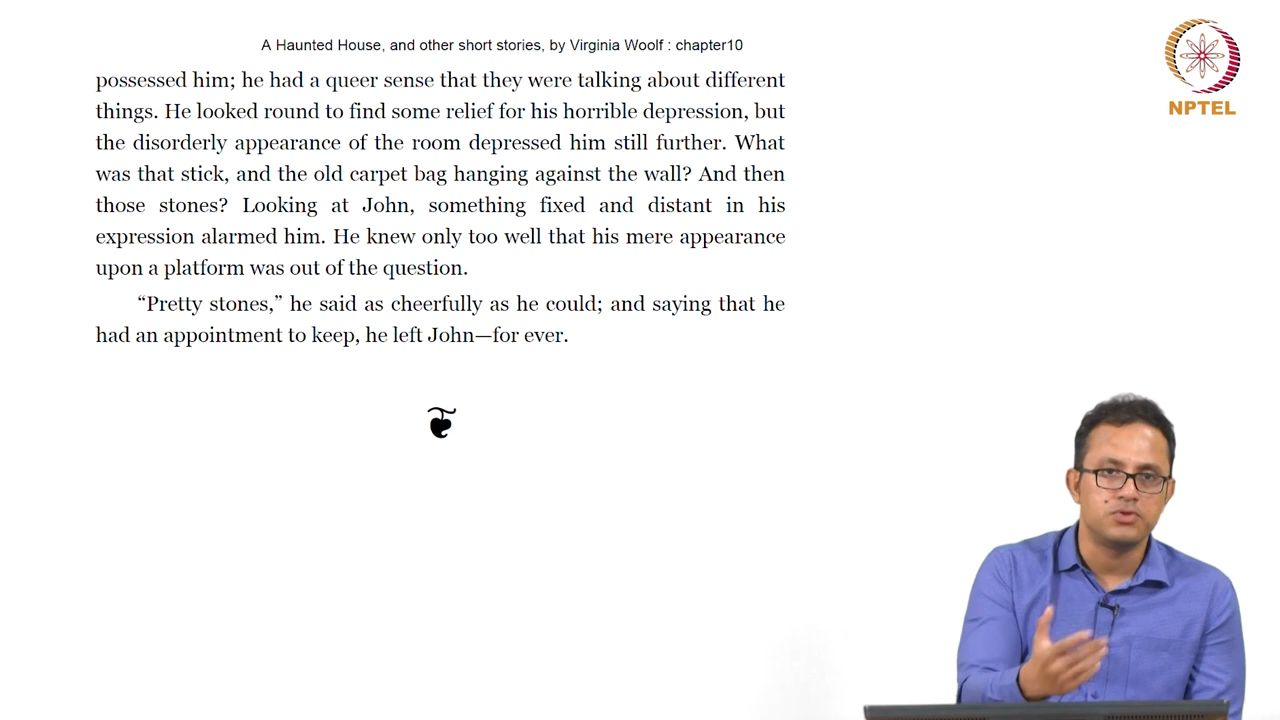 A Haunted House, and other short stories, by Virginia Woolf : chapter10
possessed him; he had a queer sense that they were talking about different
things. He looked round to find some relief for his horrible depression, but
the disorderly appearance of the room depressed him still further. What
was that stick, and the old carpet bag hanging against the wall? And then
those stones? Looking at John, something fixed and distant in his
expression alarmed him. He knew only too well that his mere appearance
upon a platform was out of the question.
“Pretty stones,” he said as cheerfully as he could; and saying that he
had an appointment to keep, he left John—for ever.
NPTEL